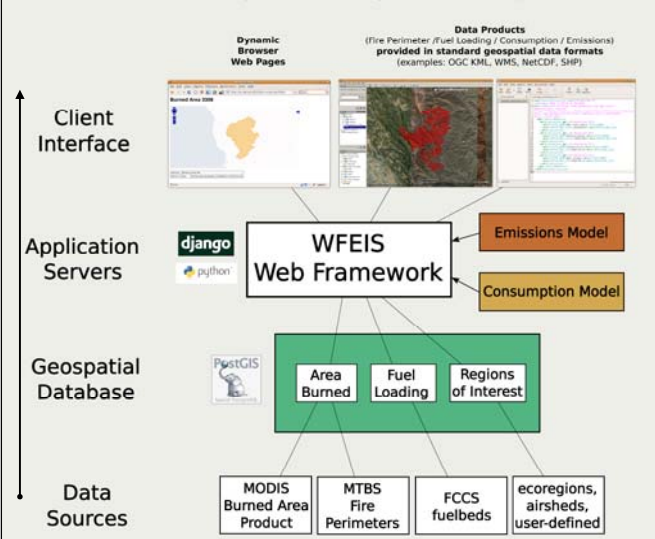 Dynamic
Browser
Web Pages
Data Products
(Fire Perimeter /Fuel Loading / Consumption / Emissions)
provided in standard geospatial data formats
(examples: OGC KML, WMS, NetCDF, SHP)
Burned Area 2008
Client
Interface
Application
Servers
django
python
WFEIS
Web Framework
Emissions Model
Consumption Model
Geospatial
Database
PostGIS
Area
Burned
Fuel
Loading
Regions
of Interest
Data
Sources
MODIS
Burned Area
Product
MTBS
Fire
Perimeters
FCCS
fuelbeds
ecoregions,
airsheds,
user-defined